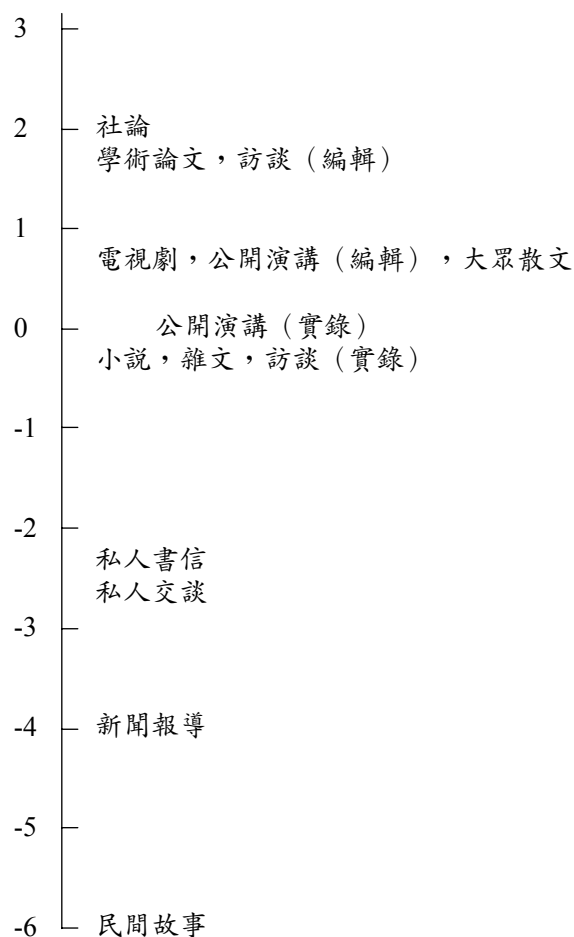 3
2 社論
學術論文，訪談（編輯）
1
電視劇，公開演講（編輯），大眾散文
0 公開演講（實錄）
小説，雜文，訪談（實錄）
-1
-2
私人書信
私人交談
-3
-4 新聞報導
-5
-6 民間故事